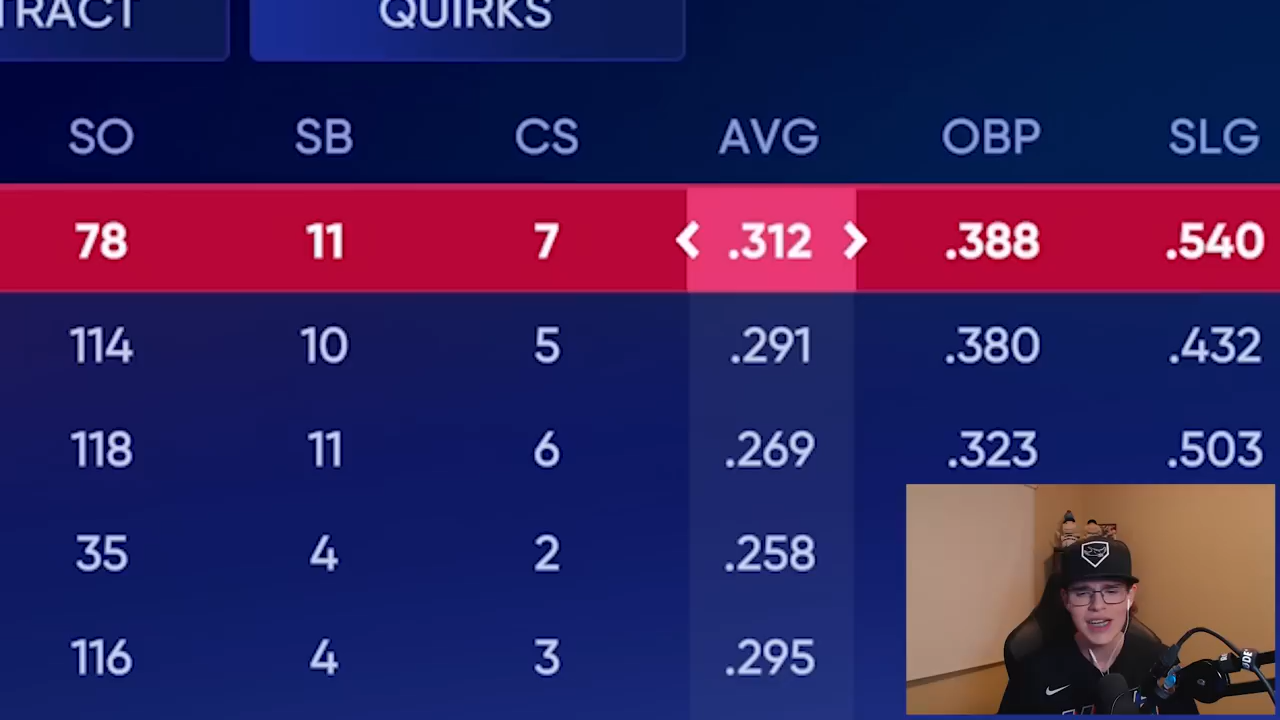 TRACT QUIRKS
SO SB CS AVG OBP SLG
78 11 7 .312 .388 .540
114 10 5 .291 .380 .432
118 11 6 .269 .323 .503
35 4 2 .258
116 4 3 .295